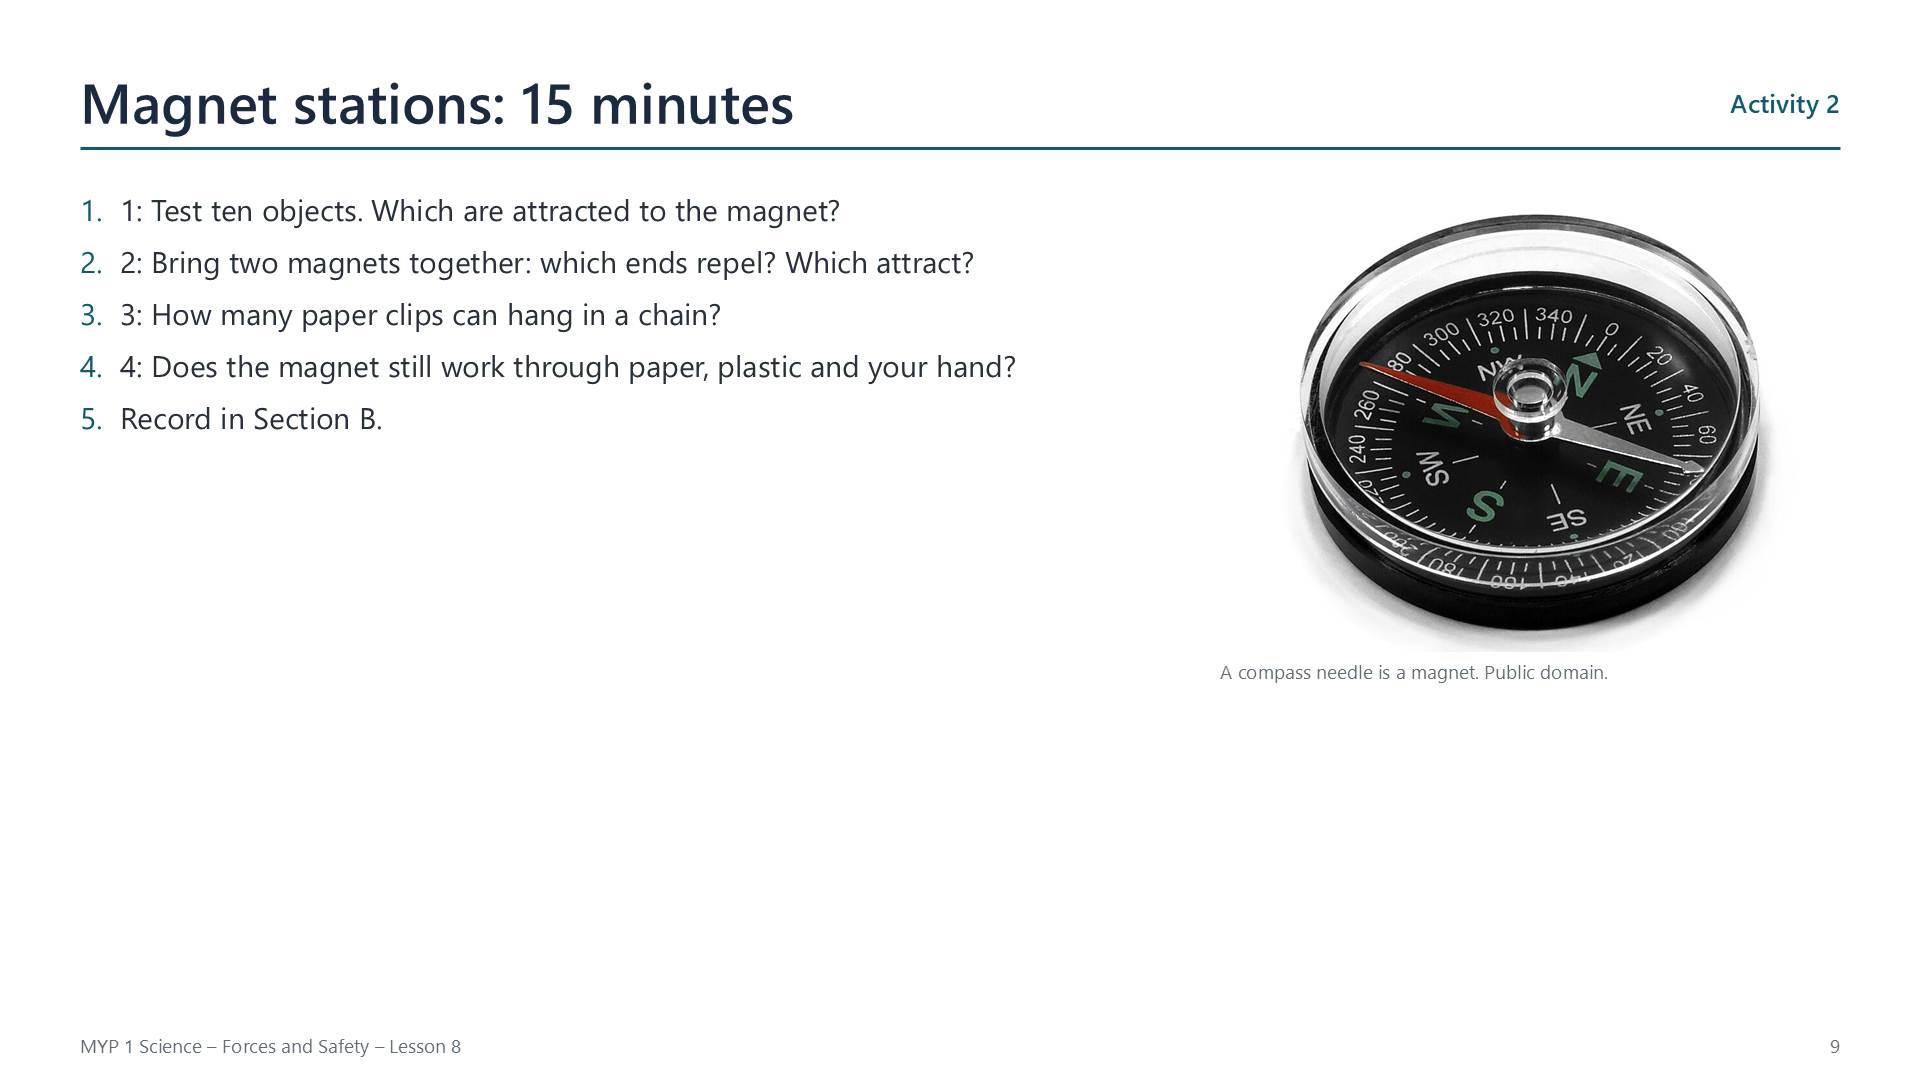 Magnet stations: 15 minutes
Activity 2
1. 1: Test ten objects. Which are attracted to the magnet?
2. 2: Bring two magnets together: which ends repel? Which attract?
3. 3: How many paper clips can hang in a chain?
4. 4: Does the magnet still work through paper, plastic and your hand?
5. Record in Section B.
300 320 340 0 20 40 60
260
240
NW N NE
W E
SW S SE
A compass needle is a magnet. Public domain.
MYP 1 Science – Forces and Safety – Lesson 8
9